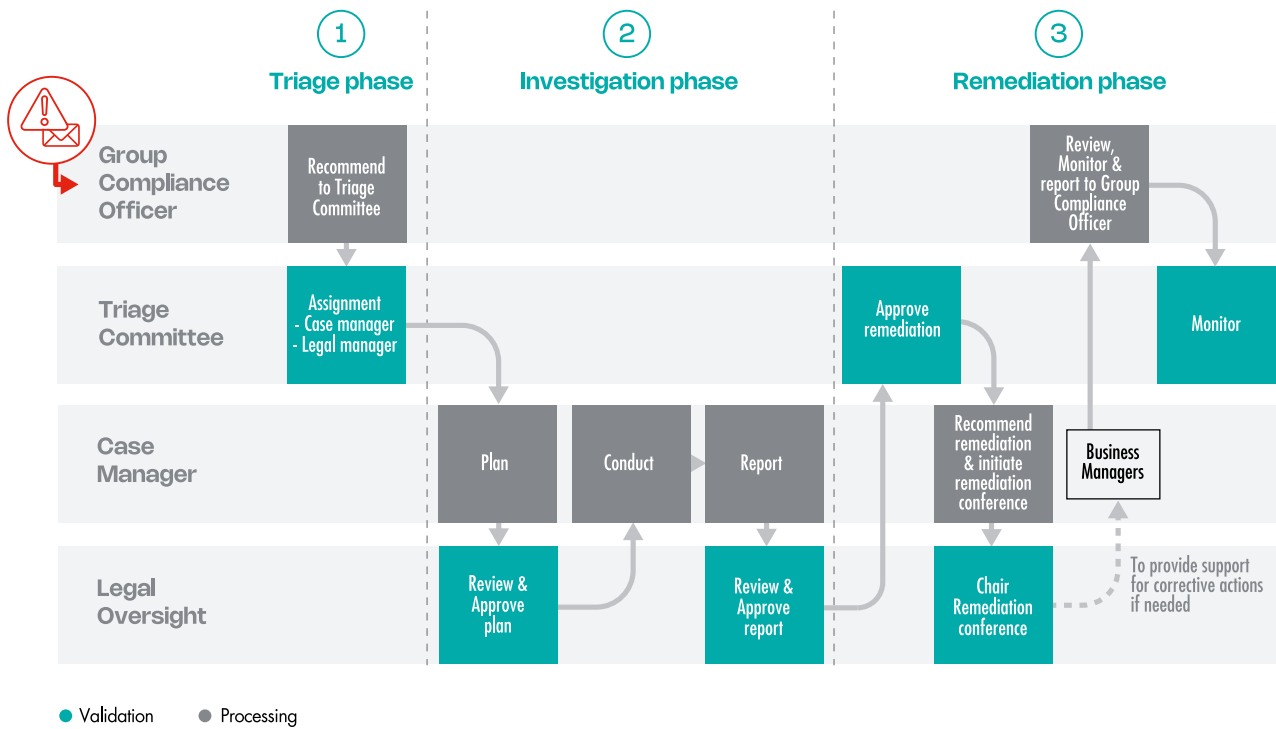 1
2
3
Triage phase
Investigation phase
Remediation phase
Group
Compliance
Officer
Recommend
to Triage
Committee
Review,
Monitor &
report to Group
Compliance
Officer
Triage
Committee
Assignment
- Case manager
- Legal manager
Approve
remediation
Monitor
Case
Manager
Plan
Conduct
Report
Recommend
remediation
& initiate
remediation
conference
Business
Managers
Legal
Oversight
Review &
Approve
plan
Review &
Approve
report
Chair
Remediation
conference
To provide support
for corrective actions
if needed
Validation
Processing